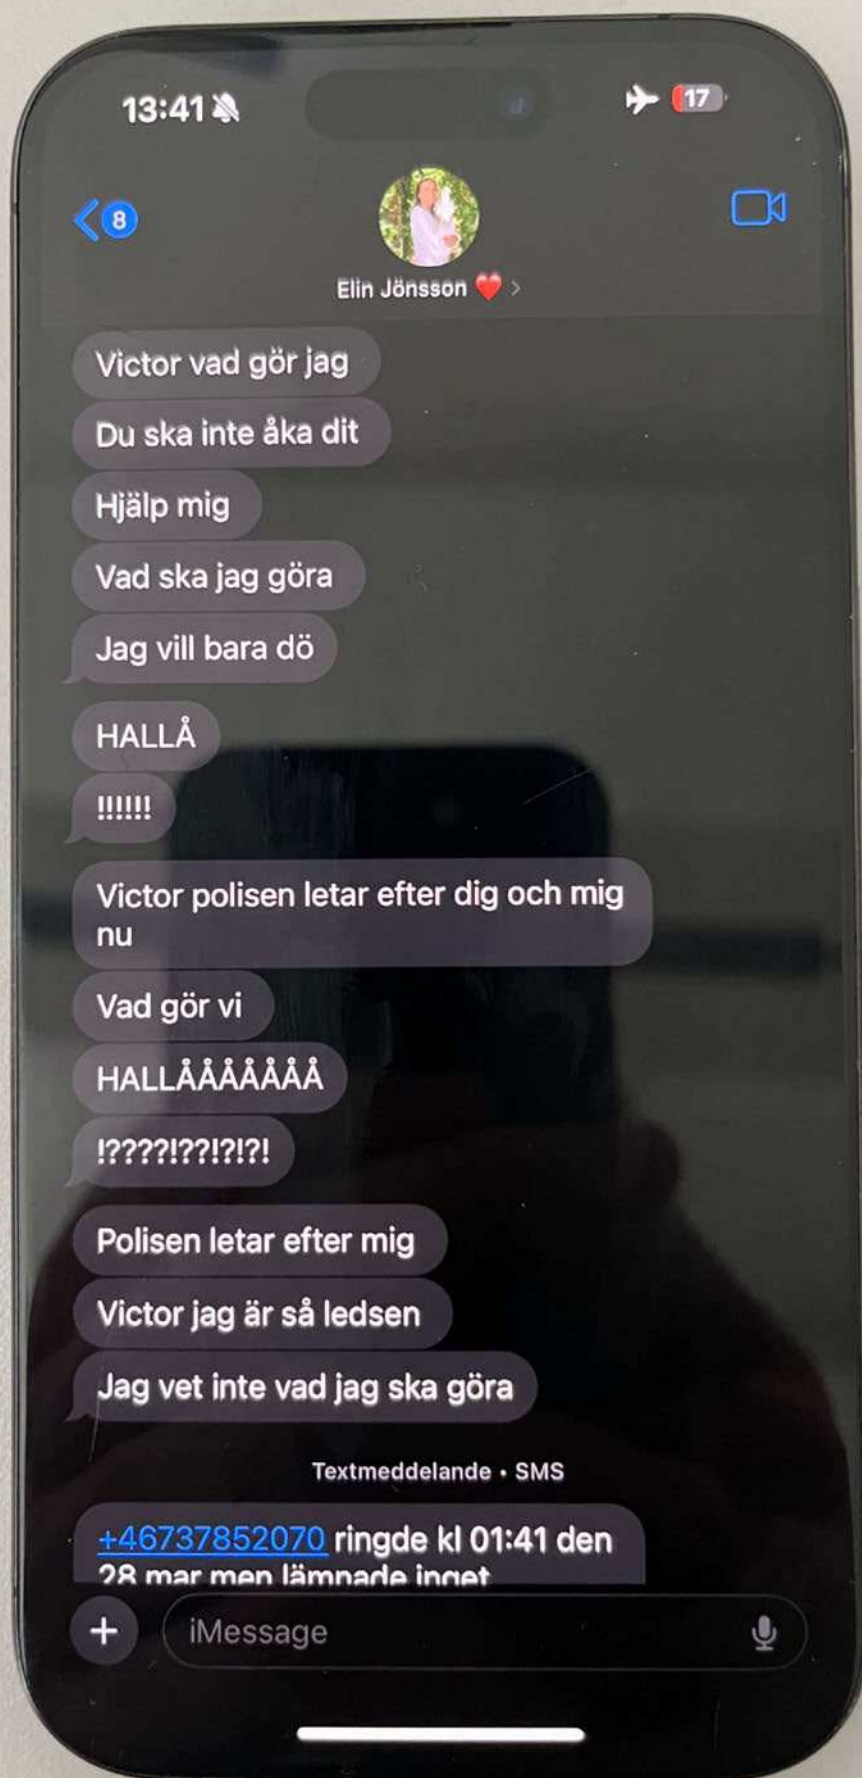 13:41
17
8
Elin Jönsson ❤️ >
Victor vad gör jag
Du ska inte åka dit
Hjälp mig
Vad ska jag göra
Jag vill bara dö
HALLÅ
!!!!!!
Victor polisen letar efter dig och mig
nu
Vad gör vi
HALLÅÅÅÅÅÅÅ
!????!??!?!?!
Polisen letar efter mig
Victor jag är så ledsen
Jag vet inte vad jag ska göra
Textmeddelande • SMS
+46737852070 ringde kl 01:41 den
28 mar men lämnade inget
iMessage